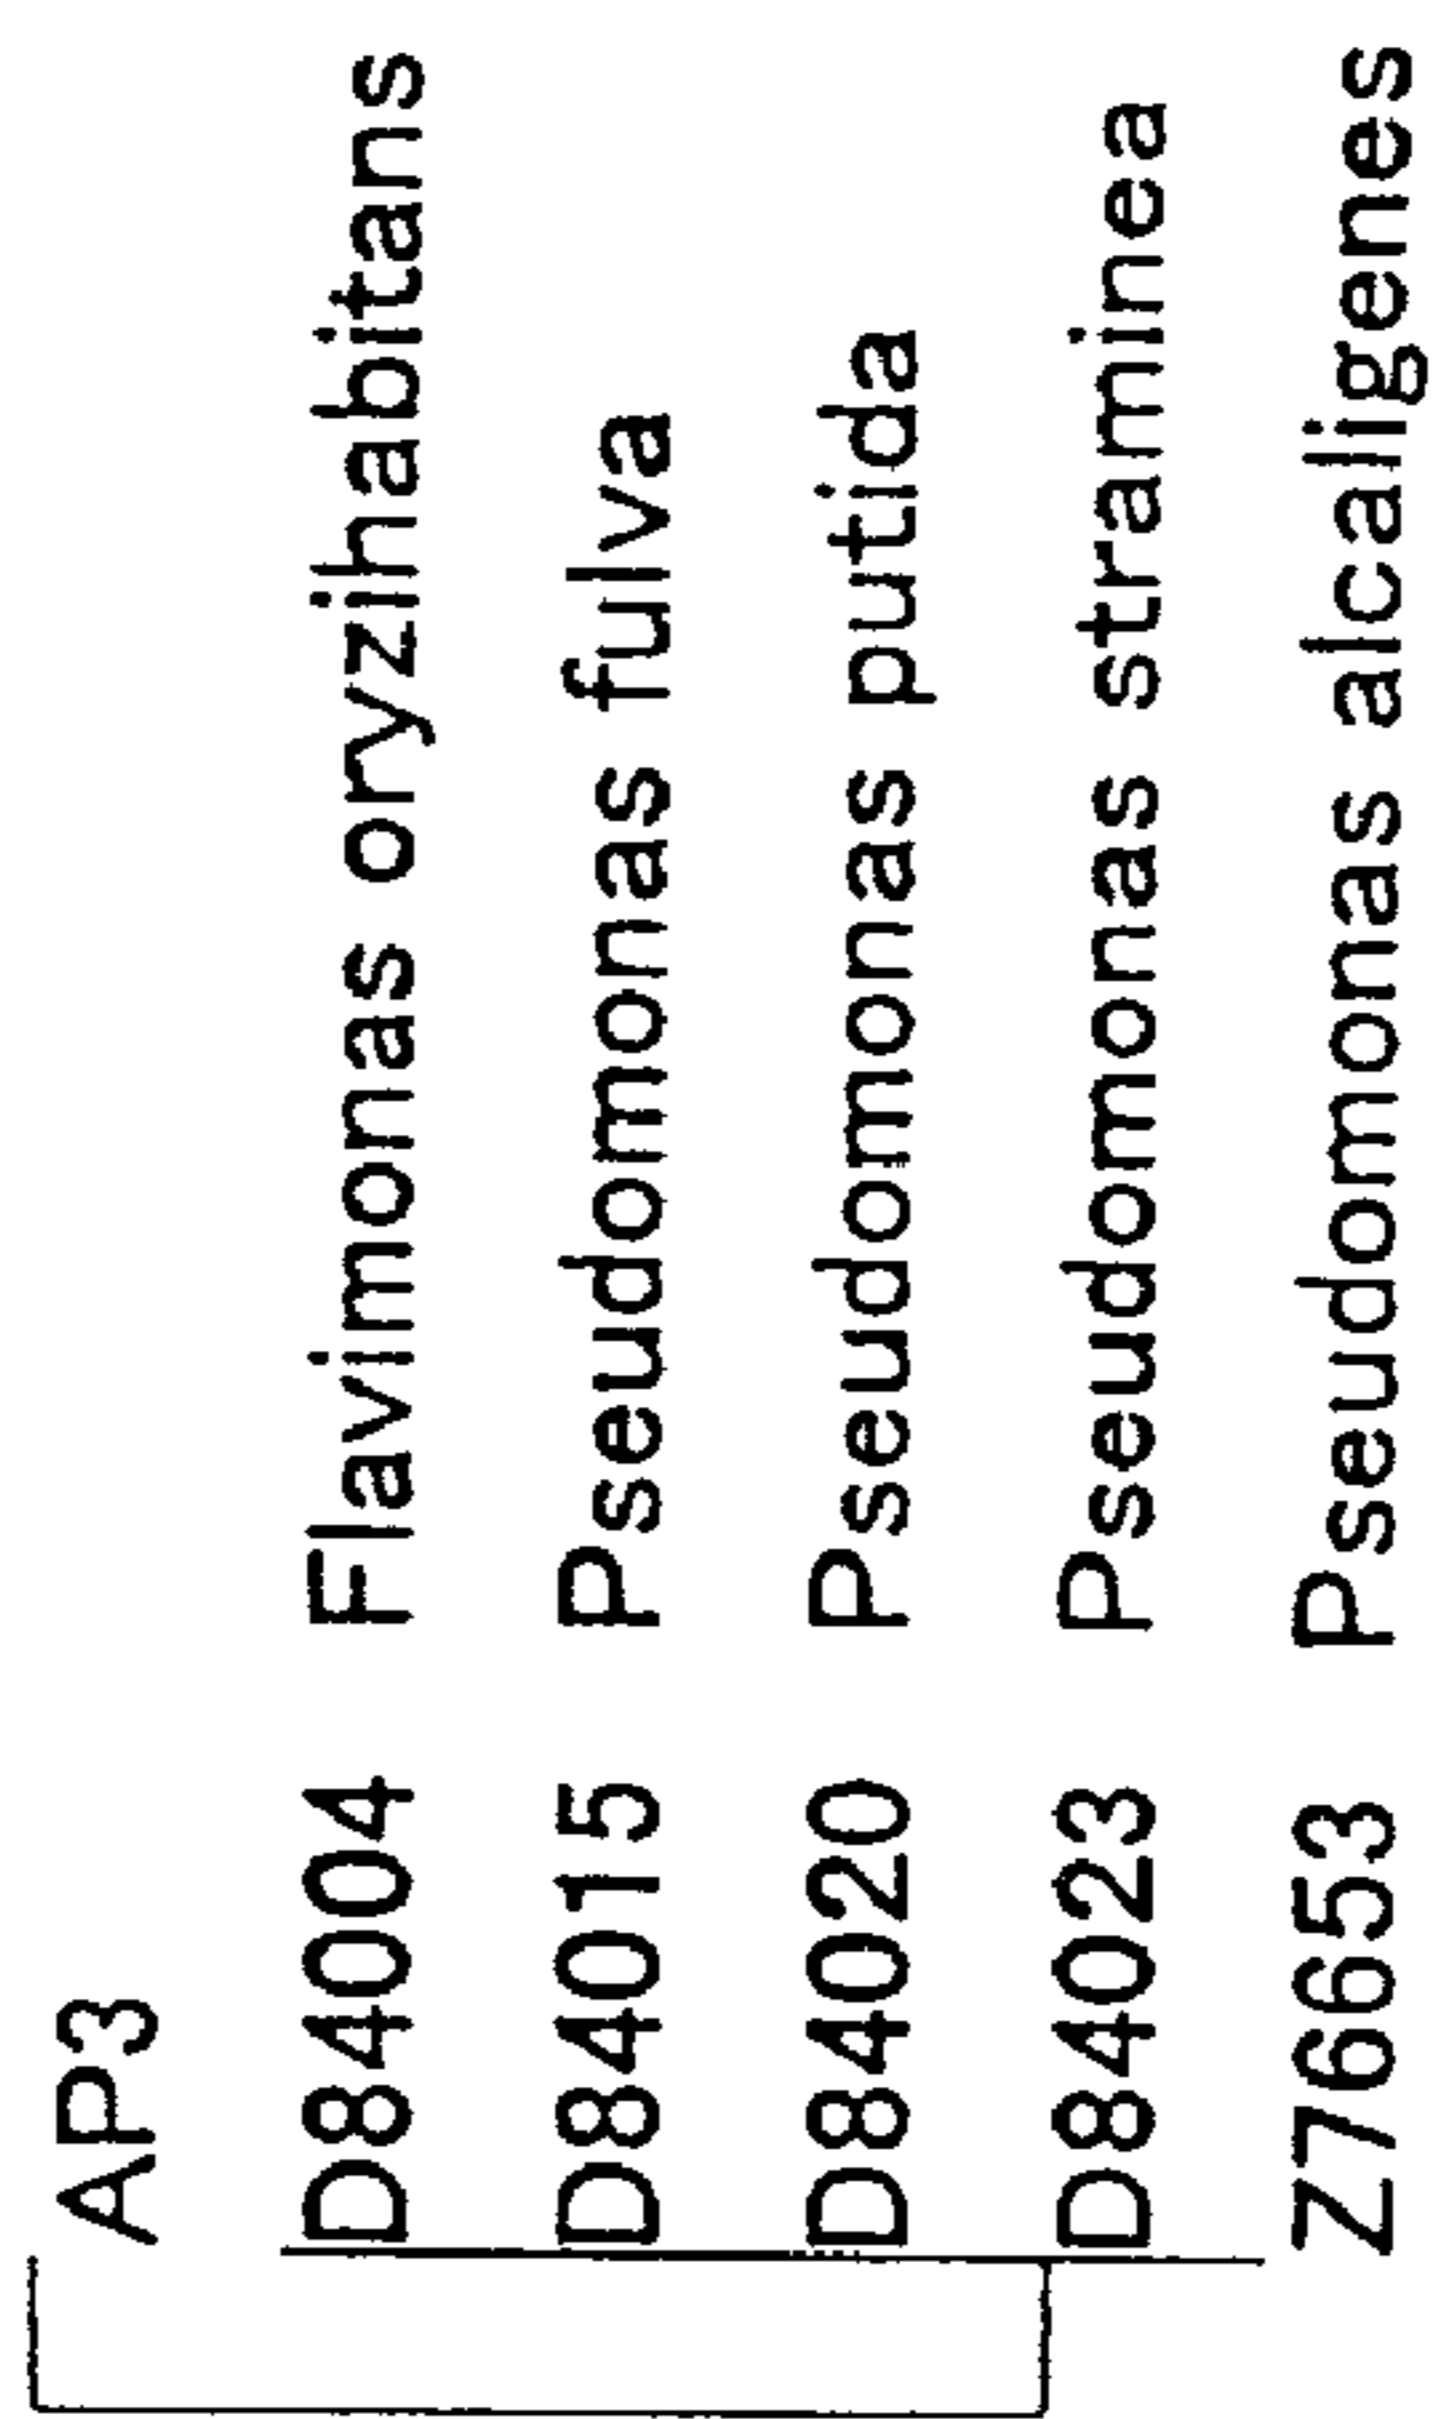 AP3
D84004 Flavimonas oryzihabitans
D84015 Pseudomonas fulva
D84020 Pseudomonas putida
D84023 Pseudomonas straminea
Z76653 Pseudomonas alcaligenes